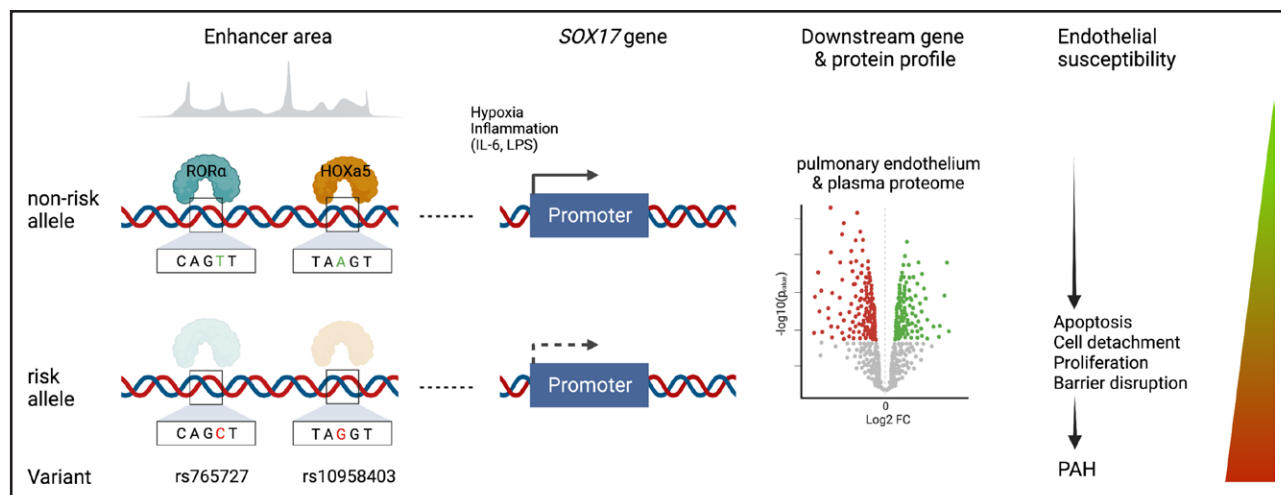 Enhancer area
SOX17 gene
Downstream gene
& protein profile
Endothelial
susceptibility
Hypoxia
Inflammation
(IL-6, LPS)
non-risk
allele
RORα
HOXa5
Promoter
CAGTT
TAAGT
pulmonary endothelium
& plasma proteome
-log10(pvalue)
0
Log2 FC
Apoptosis
Cell detachment
Proliferation
Barrier disruption
PAH
risk
allele
Promoter
CAGCT
TAGGT
Variant
rs765727
rs10958403